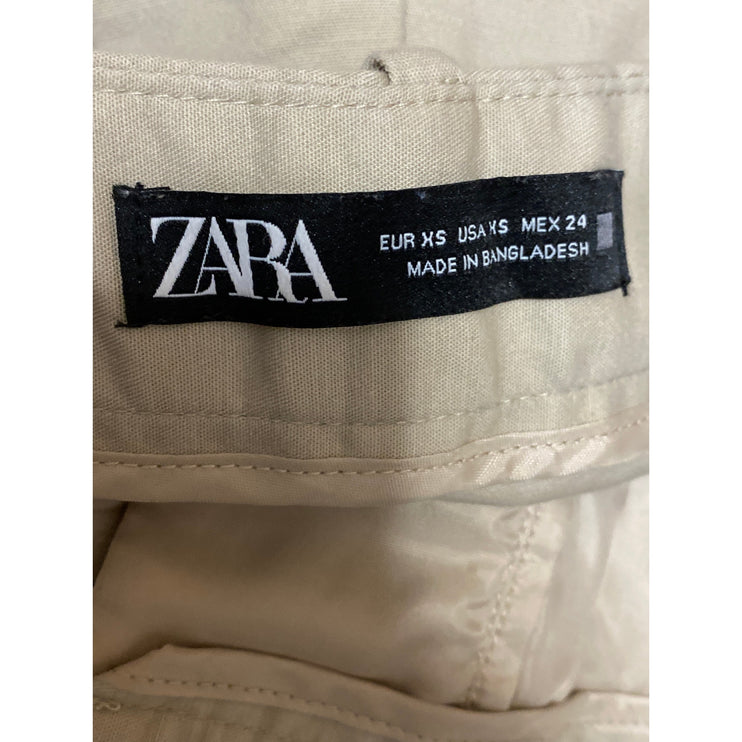 ZARA
EUR XS USA XS MEX 24
MADE IN BANGLADESH